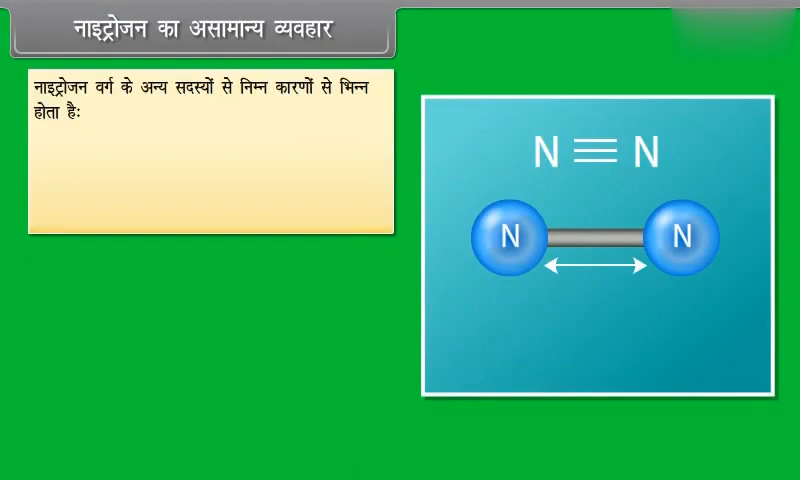 नाइट्रोजन का असामान्य व्यवहार
नाइट्रोजन वर्ग के अन्य सदस्यों से निम्न कारणों से भिन्न
होता है:
N ≡ N
N N